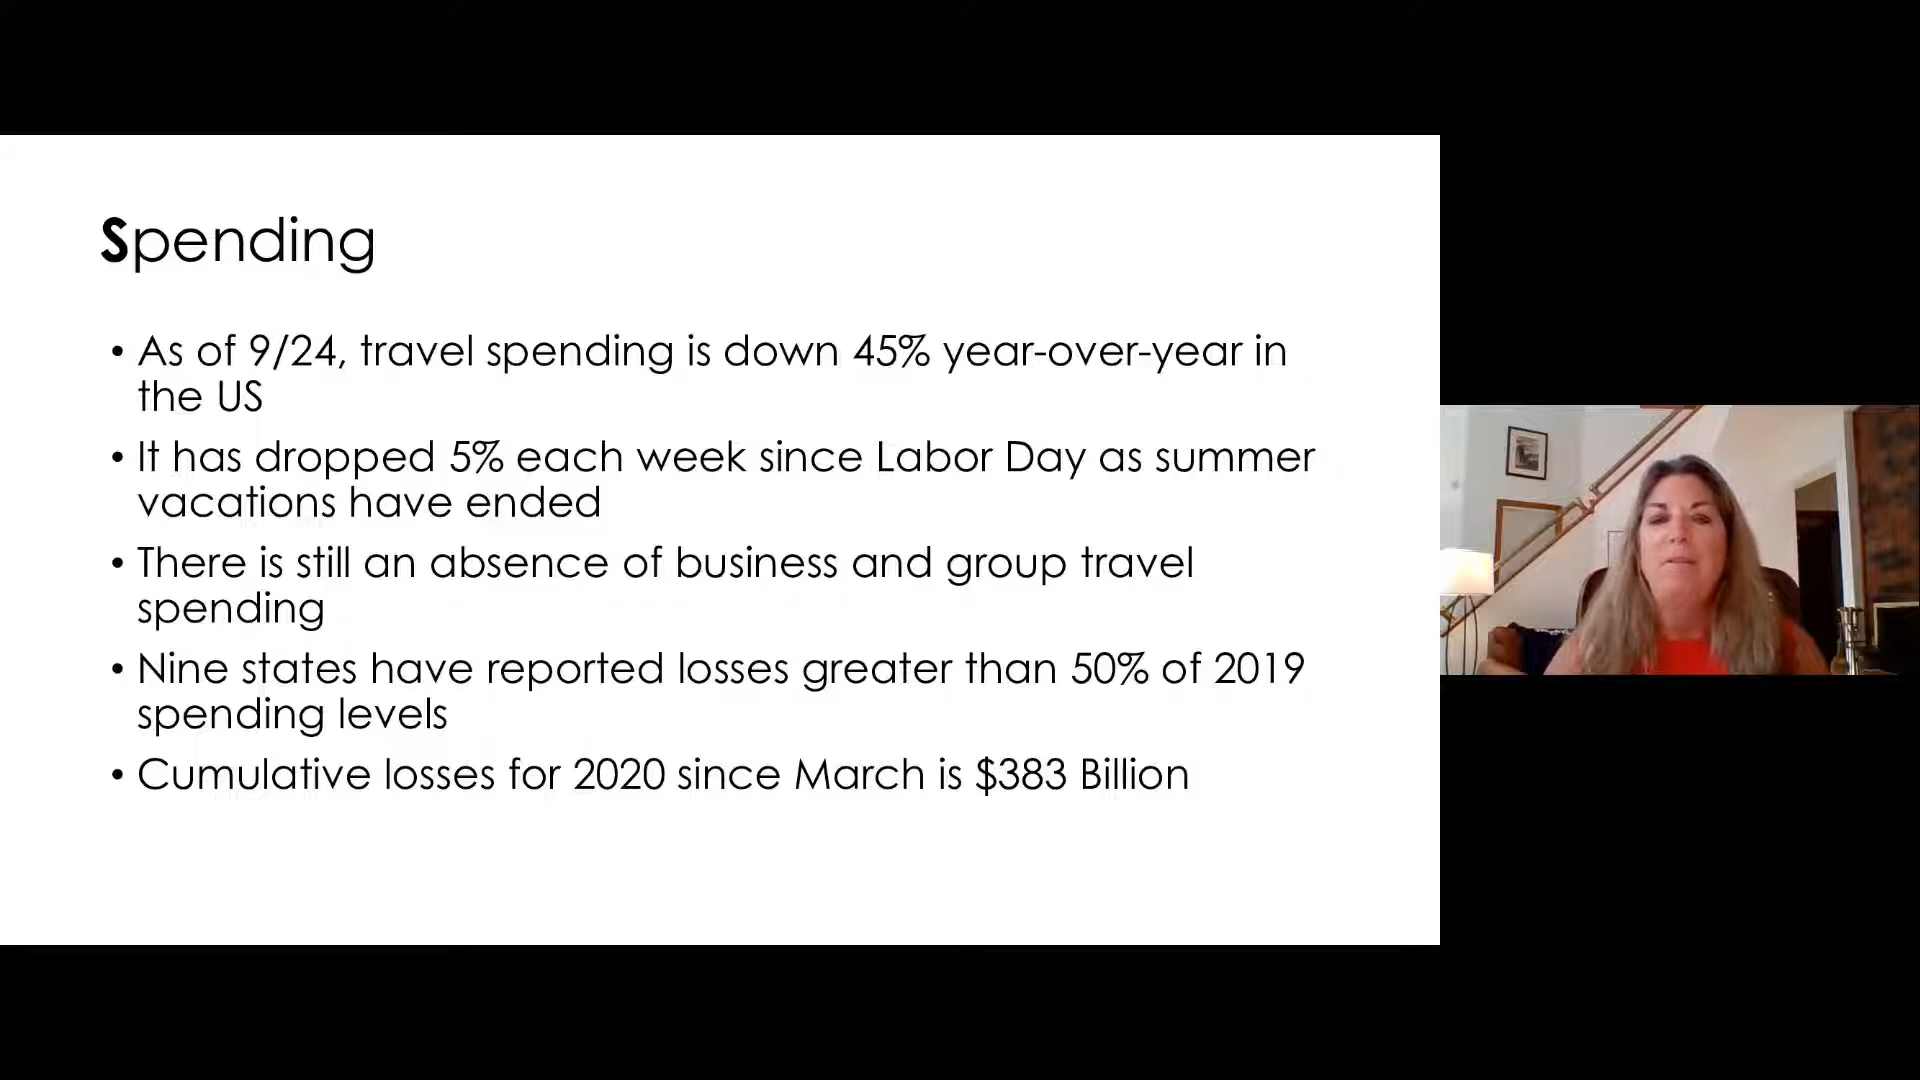 Spending
• As of 9/24, travel spending is down 45% year-over-year in
the US
• It has dropped 5% each week since Labor Day as summer
vacations have ended
• There is still an absence of business and group travel
spending
• Nine states have reported losses greater than 50% of 2019
spending levels
• Cumulative losses for 2020 since March is $383 Billion